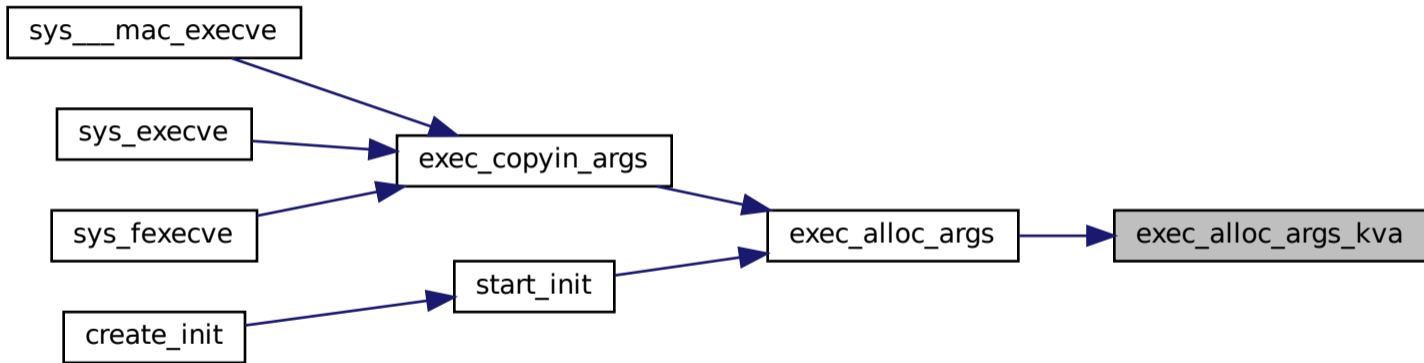 sys___mac_execve
sys_execve
exec_copyin_args
sys_fexecve
exec_alloc_args
exec_alloc_args_kva
start_init
create_init